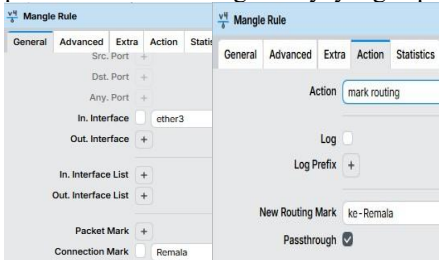 Mangle Rule
General Advanced Extra Action Statis
Src. Port +
Dst. Port +
Any. Port +
In. Interface ether3
Out. Interface +
In. Interface List +
Out. Interface List +
Packet Mark +
Connection Mark Remala
Mangle Rule
General Advanced Extra Action Statistics
Action mark routing
Log
Log Prefix +
New Routing Mark ke-Remala
Passthrough